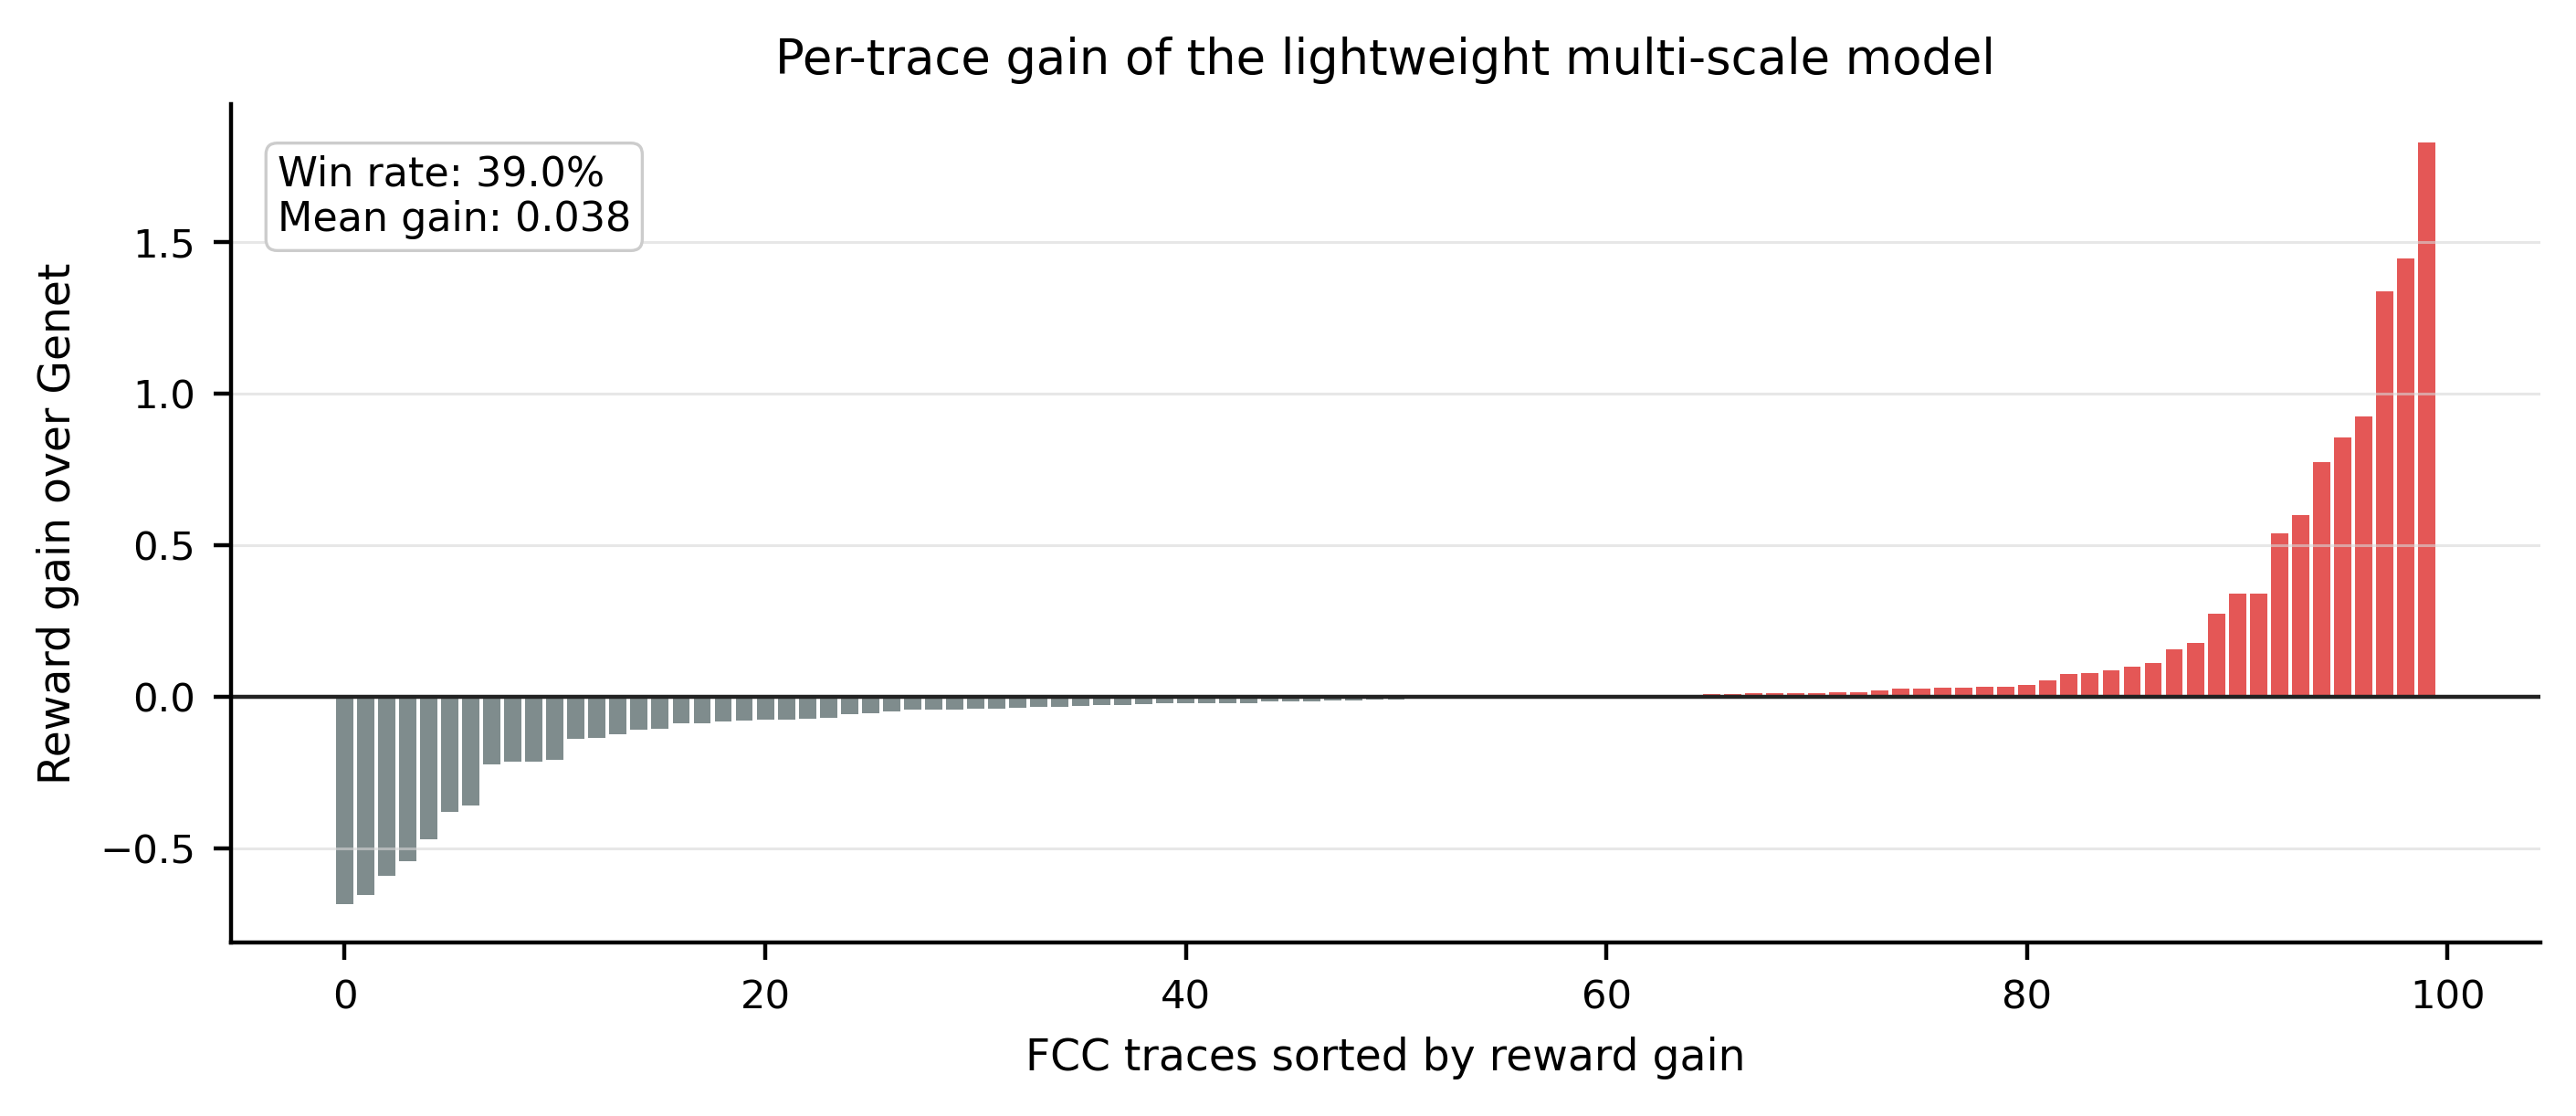 Per-trace gain of the lightweight multi-scale model
Win rate: 39.0%
Mean gain: 0.038
Reward gain over Genet
1.5
1.0
0.5
0.0
−0.5
0 20 40 60 80 100
FCC traces sorted by reward gain